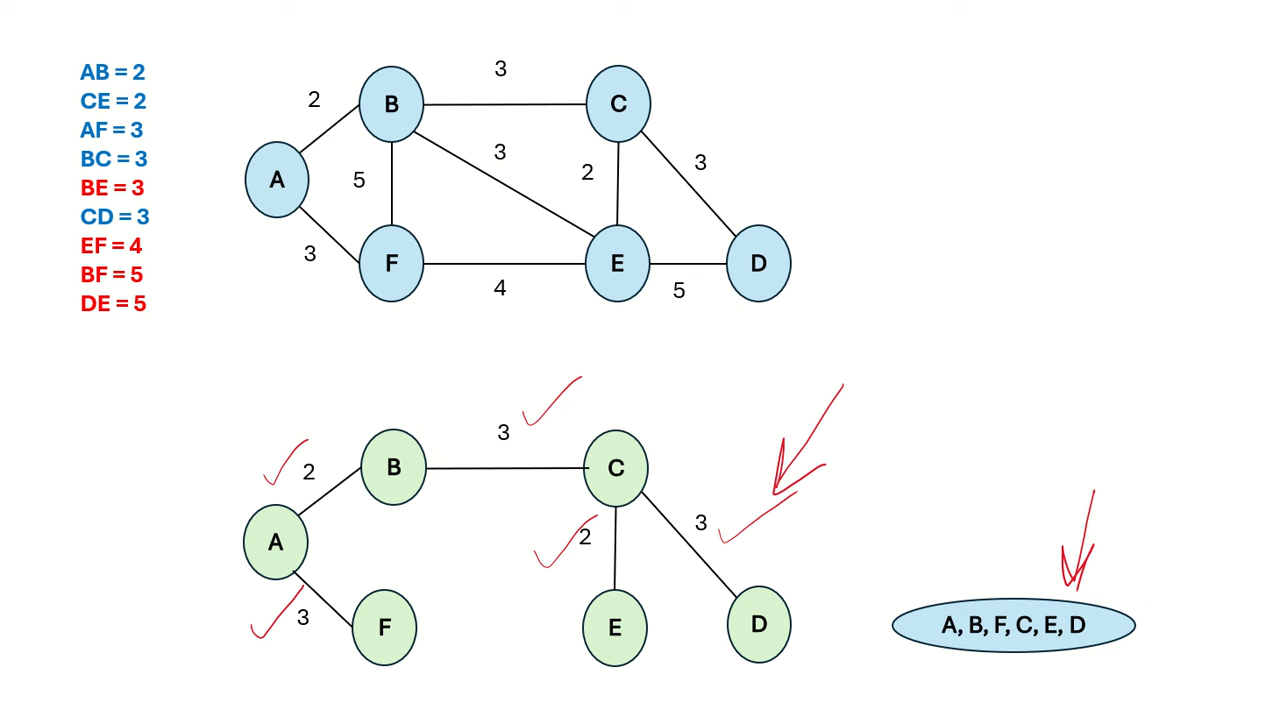 AB = 2
CE = 2
AF = 3
BC = 3
BE = 3
CD = 3
EF = 4
BF = 5
DE = 5
3
2
B
C
3
3
5
2
A
3
F
E
D
4
5
3
2
B
C
3
2
A
3
F
E
D
A, B, F, C, E, D